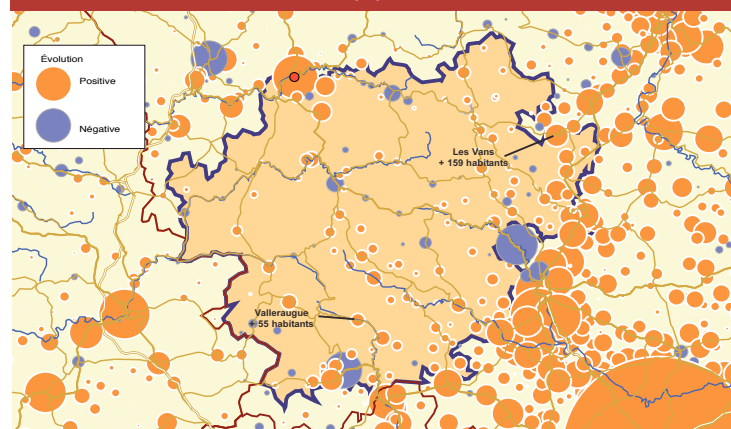 Évolution
Positive
Négative
Les Vans
+ 159 habitants
Valleraugue
+ 55 habitants